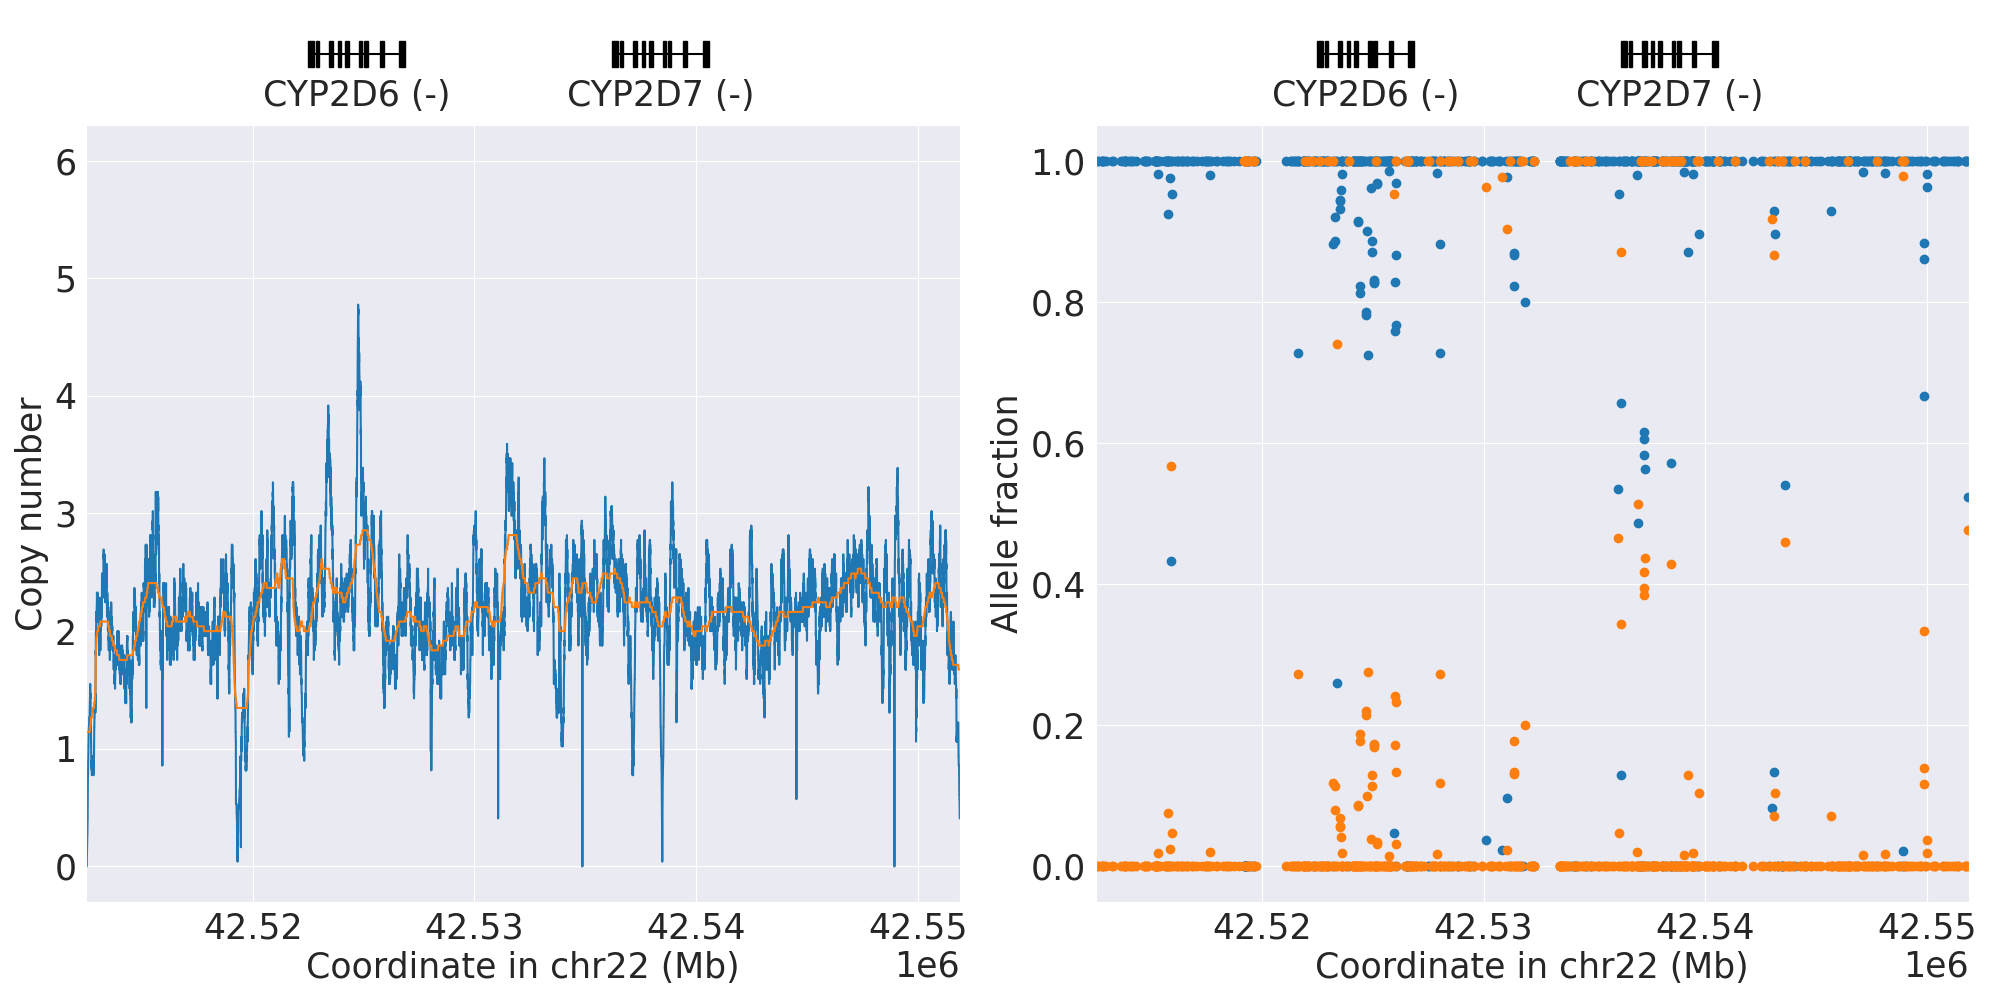 CYP2D6 (-)
CYP2D7 (-)
6
5
4
3
2
1
0
Copy number
42.52
42.53
42.54
42.55
1e6
Coordinate in chr22 (Mb)
CYP2D6 (-)
CYP2D7 (-)
1.0
0.8
0.6
0.4
0.2
0.0
Allele fraction
42.52
42.53
42.54
42.55
1e6
Coordinate in chr22 (Mb)